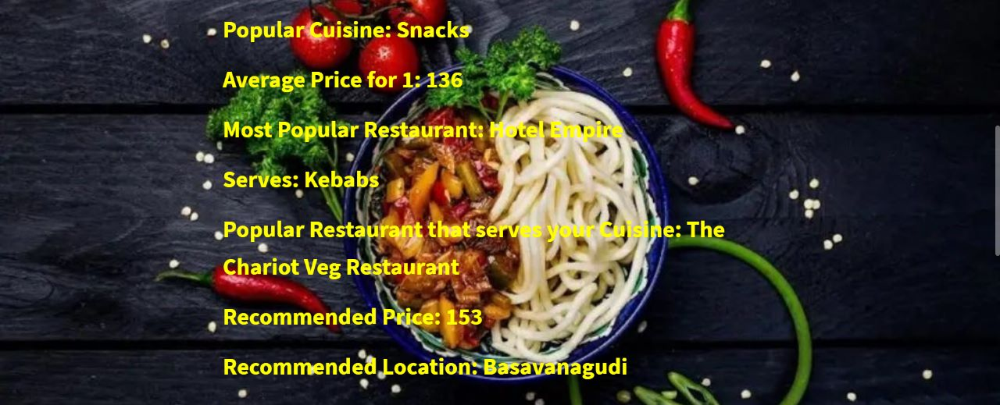 Popular Cuisine: Snacks
Average Price for 1: 136
Most Popular Restaurant: Hotel Empire
Serves: Kebabs
Popular Restaurant that serves your Cuisine: The
Chariot Veg Restaurant
Recommended Price: 153
Recommended Location: Basavanagudi